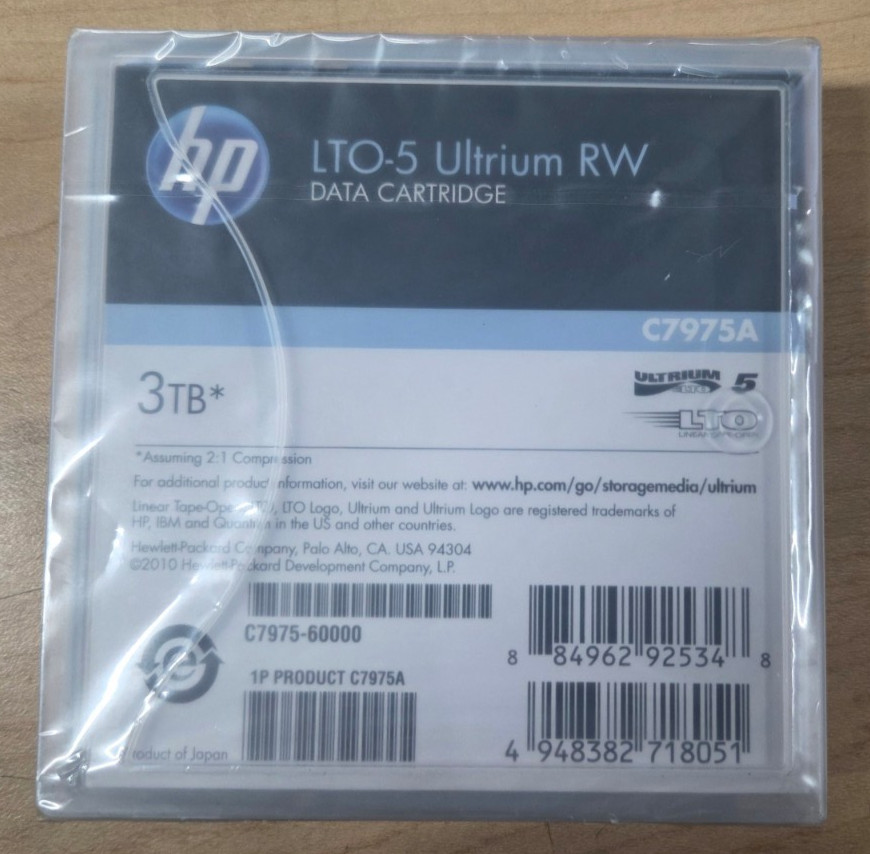 hp
LTO-5 Ultrium RW
DATA CARTRIDGE
C7975A
3TB*
ULTRIUM LTO 5
LTO
LINEAR TAPE-OPEN
*Assuming 2:1 Compression
For additional product information, visit our website at: www.hp.com/go/storagemedia/ultrium
Linear Tape-Open, LTO, LTO Logo, Ultrium and Ultrium Logo are registered trademarks of
HP, IBM and Quantum in the US and other countries.
Hewlett-Packard Company, Palo Alto, CA. USA 94304
©2010 Hewlett-Packard Development Company, L.P.
C7975-60000
8 84962 92534 8
1P PRODUCT C7975A
Product of Japan
4 948382 718051